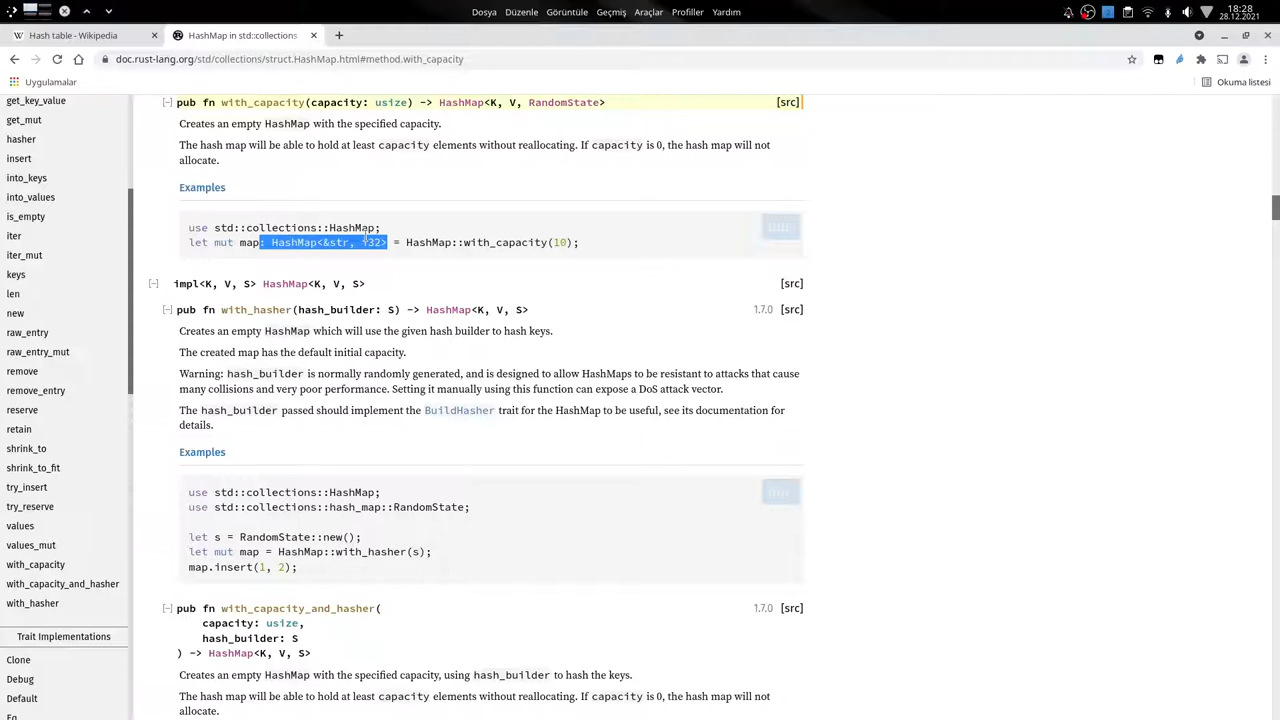 Dosya Düzenle Görüntüle Geçmiş Araçlar Profiller Yardım
18:28
28.12.2021
Hash table - Wikipedia
HashMap in std::collections
doc.rust-lang.org/std/collections/struct.HashMap.html#method.with_capacity
Uygulamalar
Okuma listesi
get_key_value
get_mut
hasher
insert
into_keys
into_values
is_empty
iter
iter_mut
keys
len
new
raw_entry
raw_entry_mut
remove
remove_entry
reserve
retain
shrink_to
shrink_to_fit
try_insert
try_reserve
values
values_mut
with_capacity
with_capacity_and_hasher
with_hasher
Trait Implementations
Clone
Debug
Default
Eq
[-] pub fn with_capacity(capacity: usize) -> HashMap<K, V, RandomState> [src]
Creates an empty HashMap with the specified capacity.
The hash map will be able to hold at least capacity elements without reallocating. If capacity is 0, the hash map will not
allocate.
Examples
use std::collections::HashMap;
let mut map: HashMap<&str, i32> = HashMap::with_capacity(10);
[-] impl<K, V, S> HashMap<K, V, S> [src]
[-] pub fn with_hasher(hash_builder: S) -> HashMap<K, V, S> 1.7.0 [src]
Creates an empty HashMap which will use the given hash builder to hash keys.
The created map has the default initial capacity.
Warning: hash_builder is normally randomly generated, and is designed to allow HashMaps to be resistant to attacks that cause
many collisions and very poor performance. Setting it manually using this function can expose a DoS attack vector.
The hash_builder passed should implement the BuildHasher trait for the HashMap to be useful, see its documentation for
details.
Examples
use std::collections::HashMap;
use std::collections::hash_map::RandomState;
let s = RandomState::new();
let mut map = HashMap::with_hasher(s);
map.insert(1, 2);
[-] pub fn with_capacity_and_hasher( 1.7.0 [src]
capacity: usize,
hash_builder: S
) -> HashMap<K, V, S>
Creates an empty HashMap with the specified capacity, using hash_builder to hash the keys.
The hash map will be able to hold at least capacity elements without reallocating. If capacity is 0, the hash map will not
allocate.